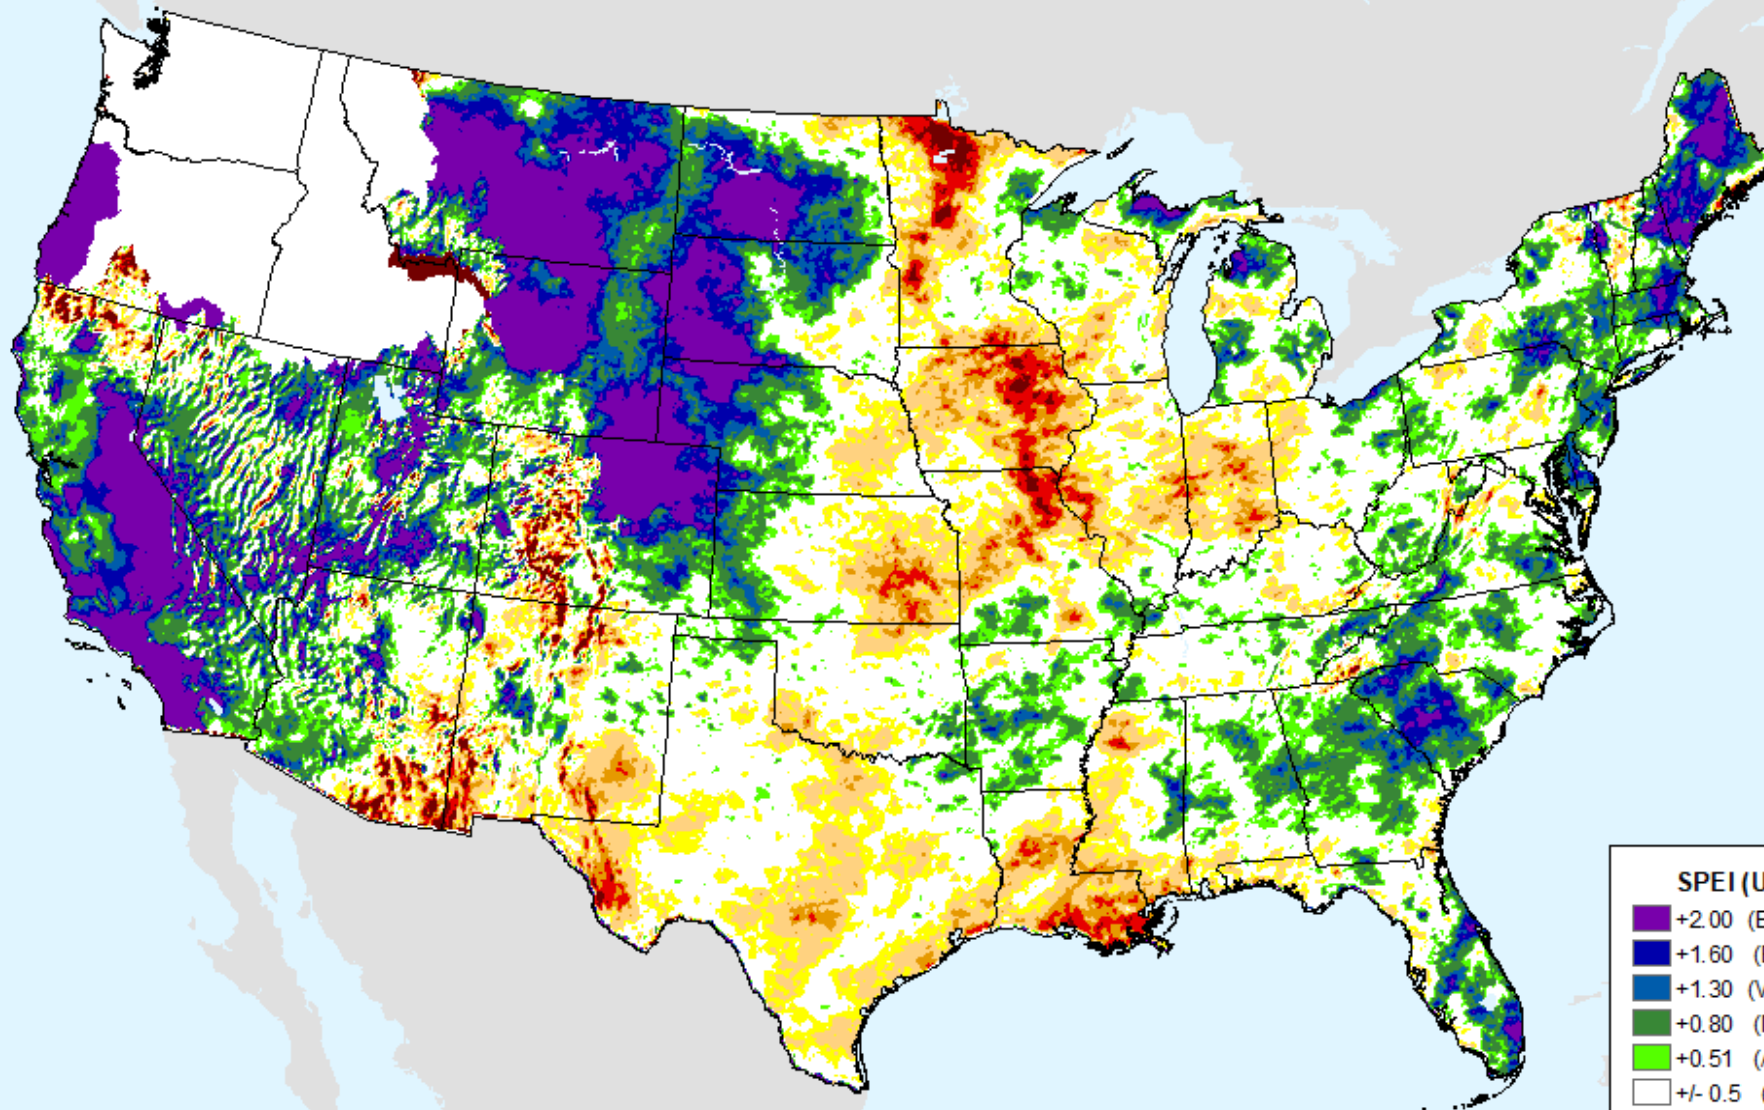 SPEI (U
+2.00 (E
+1.60 (
+1.30 (V
+0.80 (
+0.51 (
+/- 0.5 (